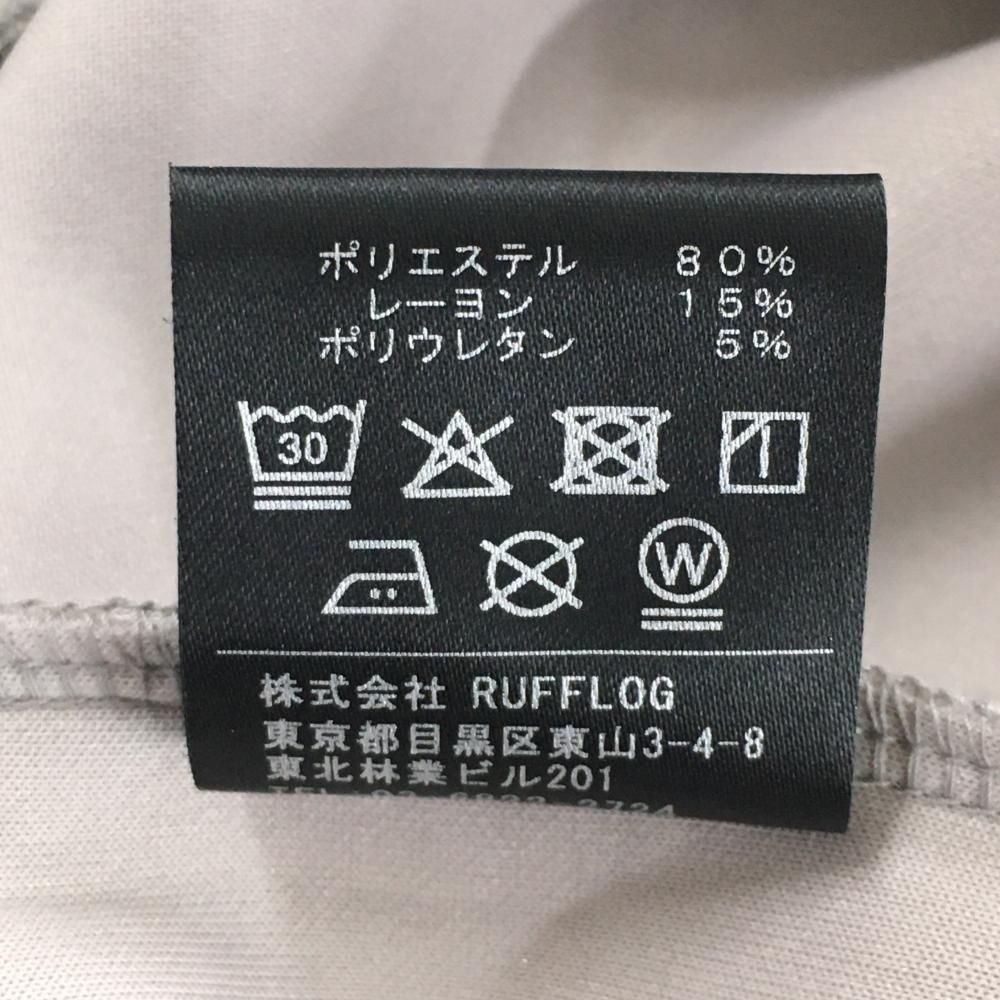 ポリエステル 80%
レーヨン 15%
ポリウレタン 5%
30
W
株式会社 RUFFLOG
東京都目黒区東山3-4-8
東北林業ビル201